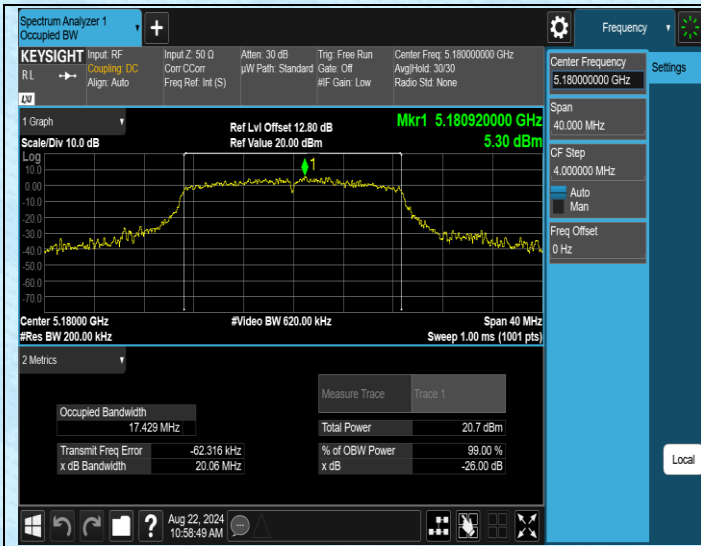 Spectrum Analyzer 1
Occupied BW
Frequency
KEYSIGHT
RL
LXI
Input: RF
Coupling: DC
Align: Auto
Input Z: 50 Ω
Corr CCorr
Freq Ref: Int (S)
Atten: 30 dB
µW Path: Standard
Trig: Free Run
Gate: Off
#IF Gain: Low
Center Freq: 5.180000000 GHz
Avg|Hold: 30/30
Radio Std: None
Center Frequency
5.180000000 GHz
Settings
Span
40.000 MHz
CF Step
4.000000 MHz
Auto
Man
Freq Offset
0 Hz
1 Graph
Scale/Div 10.0 dB
Ref Lvl Offset 12.80 dB
Ref Value 20.00 dBm
Mkr1 5.180920000 GHz
5.30 dBm
Log
10.0
0.00
-10.0
-20.0
-30.0
-40.0
-50.0
-60.0
-70.0
1
Center 5.18000 GHz
#Res BW 200.00 kHz
#Video BW 620.00 kHz
Span 40 MHz
Sweep 1.00 ms (1001 pts)
2 Metrics
Measure Trace
Trace 1
Occupied Bandwidth
17.429 MHz
Total Power 20.7 dBm
Transmit Freq Error -62.316 kHz
% of OBW Power 99.00 %
x dB Bandwidth 20.06 MHz
x dB -26.00 dB
Local
?
Aug 22, 2024
10:58:49 AM